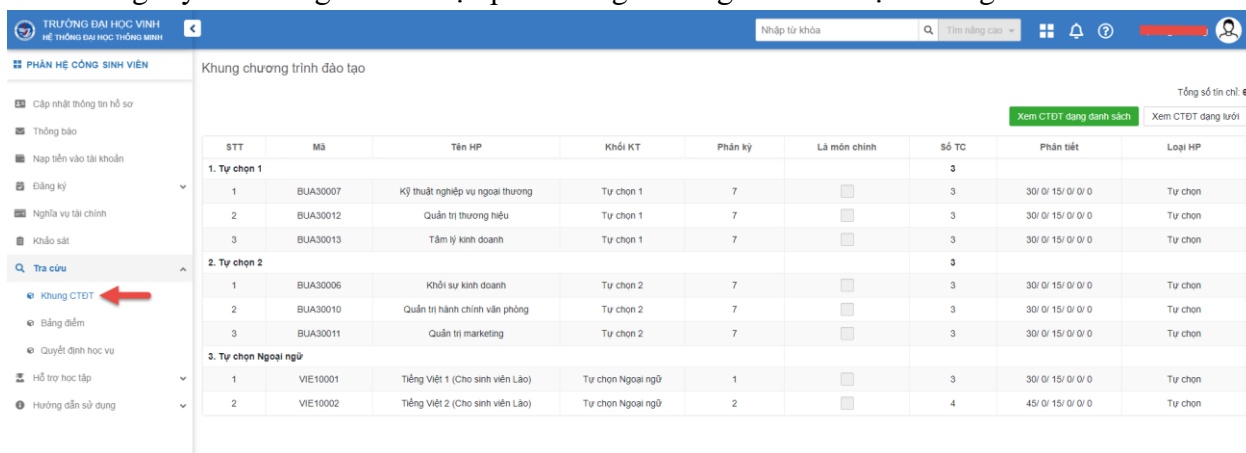 TRƯỜNG ĐẠI HỌC VINH
HỆ THỐNG ĐẠI HỌC THÔNG MINH
Nhập từ khóa
Tìm nâng cao
PHÂN HỆ CỔNG SINH VIÊN
Cập nhật thông tin hồ sơ
Thông báo
Nạp tiền vào tài khoản
Đăng ký
Nghĩa vụ tài chính
Khảo sát
Tra cứu
Khung CTĐT
Bảng điểm
Quyết định học vụ
Hỗ trợ học tập
Hướng dẫn sử dụng
Khung chương trình đào tạo
Tổng số tín chỉ:
Xem CTĐT dạng danh sách Xem CTĐT dạng lưới
STT Mã Tên HP Khối KT Phân kỳ Là môn chính Số TC Phân tiết Loại HP
1. Tự chọn 1 3
1 BUA30007 Kỹ thuật nghiệp vụ ngoại thương Tự chọn 1 7 3 30/ 0/ 15/ 0/ 0/ 0 Tự chọn
2 BUA30012 Quản trị thương hiệu Tự chọn 1 7 3 30/ 0/ 15/ 0/ 0/ 0 Tự chọn
3 BUA30013 Tâm lý kinh doanh Tự chọn 1 7 3 30/ 0/ 15/ 0/ 0/ 0 Tự chọn
2. Tự chọn 2 3
1 BUA30006 Khởi sự kinh doanh Tự chọn 2 7 3 30/ 0/ 15/ 0/ 0/ 0 Tự chọn
2 BUA30010 Quản trị hành chính văn phòng Tự chọn 2 7 3 30/ 0/ 15/ 0/ 0/ 0 Tự chọn
3 BUA30011 Quản trị marketing Tự chọn 2 7 3 30/ 0/ 15/ 0/ 0/ 0 Tự chọn
3. Tự chọn Ngoại ngữ
1 VIE10001 Tiếng Việt 1 (Cho sinh viên Lào) Tự chọn Ngoại ngữ 1 3 30/ 0/ 15/ 0/ 0/ 0 Tự chọn
2 VIE10002 Tiếng Việt 2 (Cho sinh viên Lào) Tự chọn Ngoại ngữ 2 4 45/ 0/ 15/ 0/ 0/ 0 Tự chọn